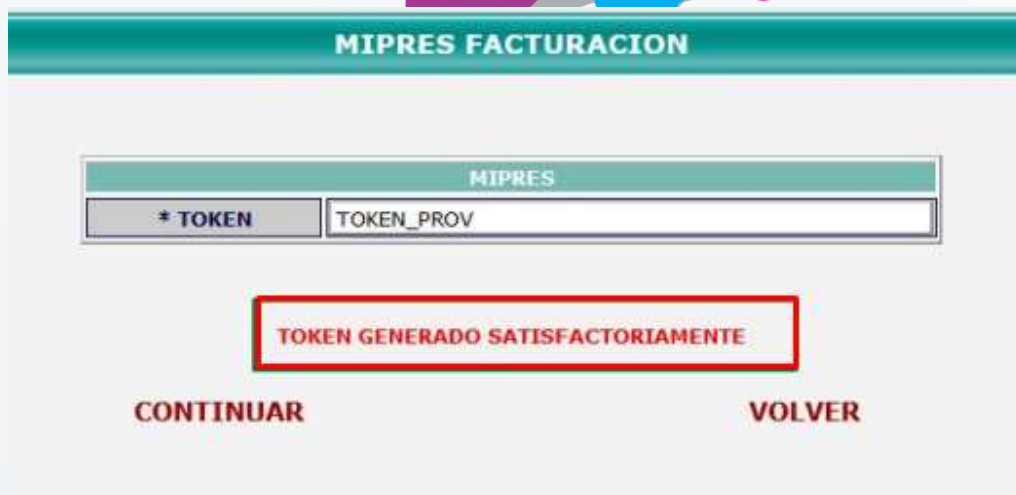 MIPRES FACTURACION
MIPRES
* TOKEN TOKEN_PROV
TOKEN GENERADO SATISFACTORIAMENTE
CONTINUAR VOLVER